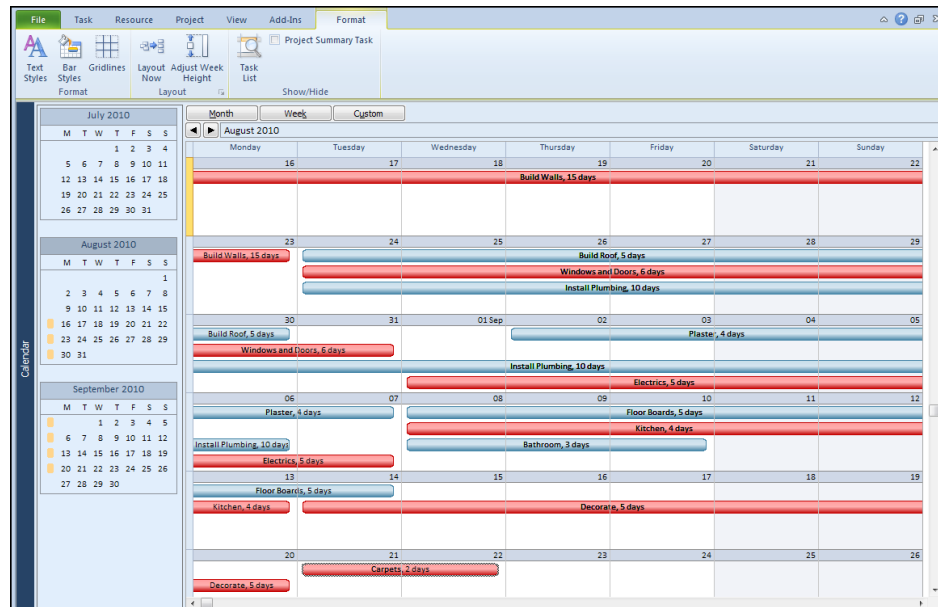 File Task Resource Project View Add-Ins Format
Project Summary Task
Text Styles Bar Styles Gridlines Layout Now Adjust Week Height Task List
Format Layout Show/Hide
Calendar
July 2010
M T W T F S S
1 2 3 4
5 6 7 8 9 10 11
12 13 14 15 16 17 18
19 20 21 22 23 24 25
26 27 28 29 30 31
August 2010
M T W T F S S
1
2 3 4 5 6 7 8
9 10 11 12 13 14 15
16 17 18 19 20 21 22
23 24 25 26 27 28 29
30 31
September 2010
M T W T F S S
1 2 3 4 5
6 7 8 9 10 11 12
13 14 15 16 17 18 19
20 21 22 23 24 25 26
27 28 29 30
Month Week Custom
August 2010
Monday Tuesday Wednesday Thursday Friday Saturday Sunday
16 17 18 19 20 21 22
Build Walls, 15 days
23 24 25 26 27 28 29
Build Walls, 15 days Build Roof, 5 days
Windows and Doors, 6 days
Install Plumbing, 10 days
30 31 01 Sep 02 03 04 05
Build Roof, 5 days Plaster, 4 days
Windows and Doors, 6 days
Install Plumbing, 10 days
Electrics, 5 days
06 07 08 09 10 11 12
Plaster, 4 days Floor Boards, 5 days
Kitchen, 4 days
Install Plumbing, 10 days Bathroom, 3 days
Electrics, 5 days
13 14 15 16 17 18 19
Floor Boards, 5 days
Kitchen, 4 days Decorate, 5 days
20 21 22 23 24 25 26
Carpets, 2 days
Decorate, 5 days